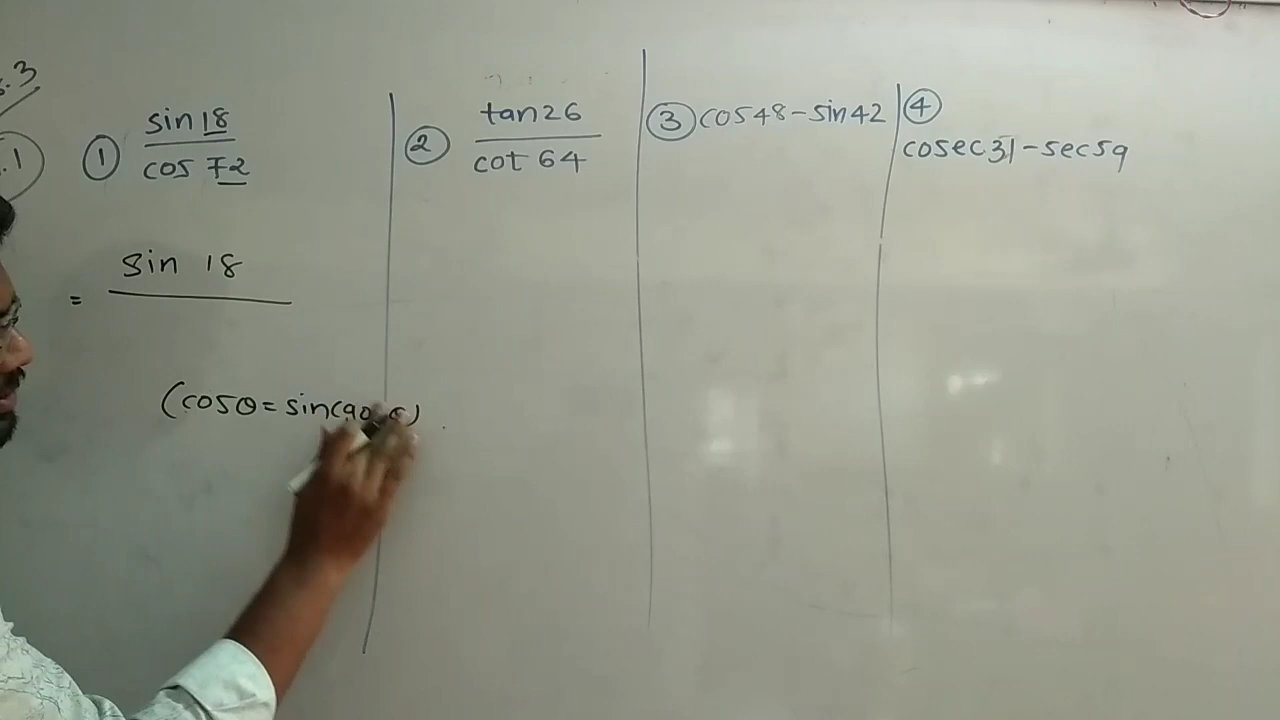 .3
.1
① sin 18
cos 72
② tan 26
cot 64
③ cos 48 - sin 42
④
cosec 31 - sec 59
sin 18
=
(cosθ = sin(90